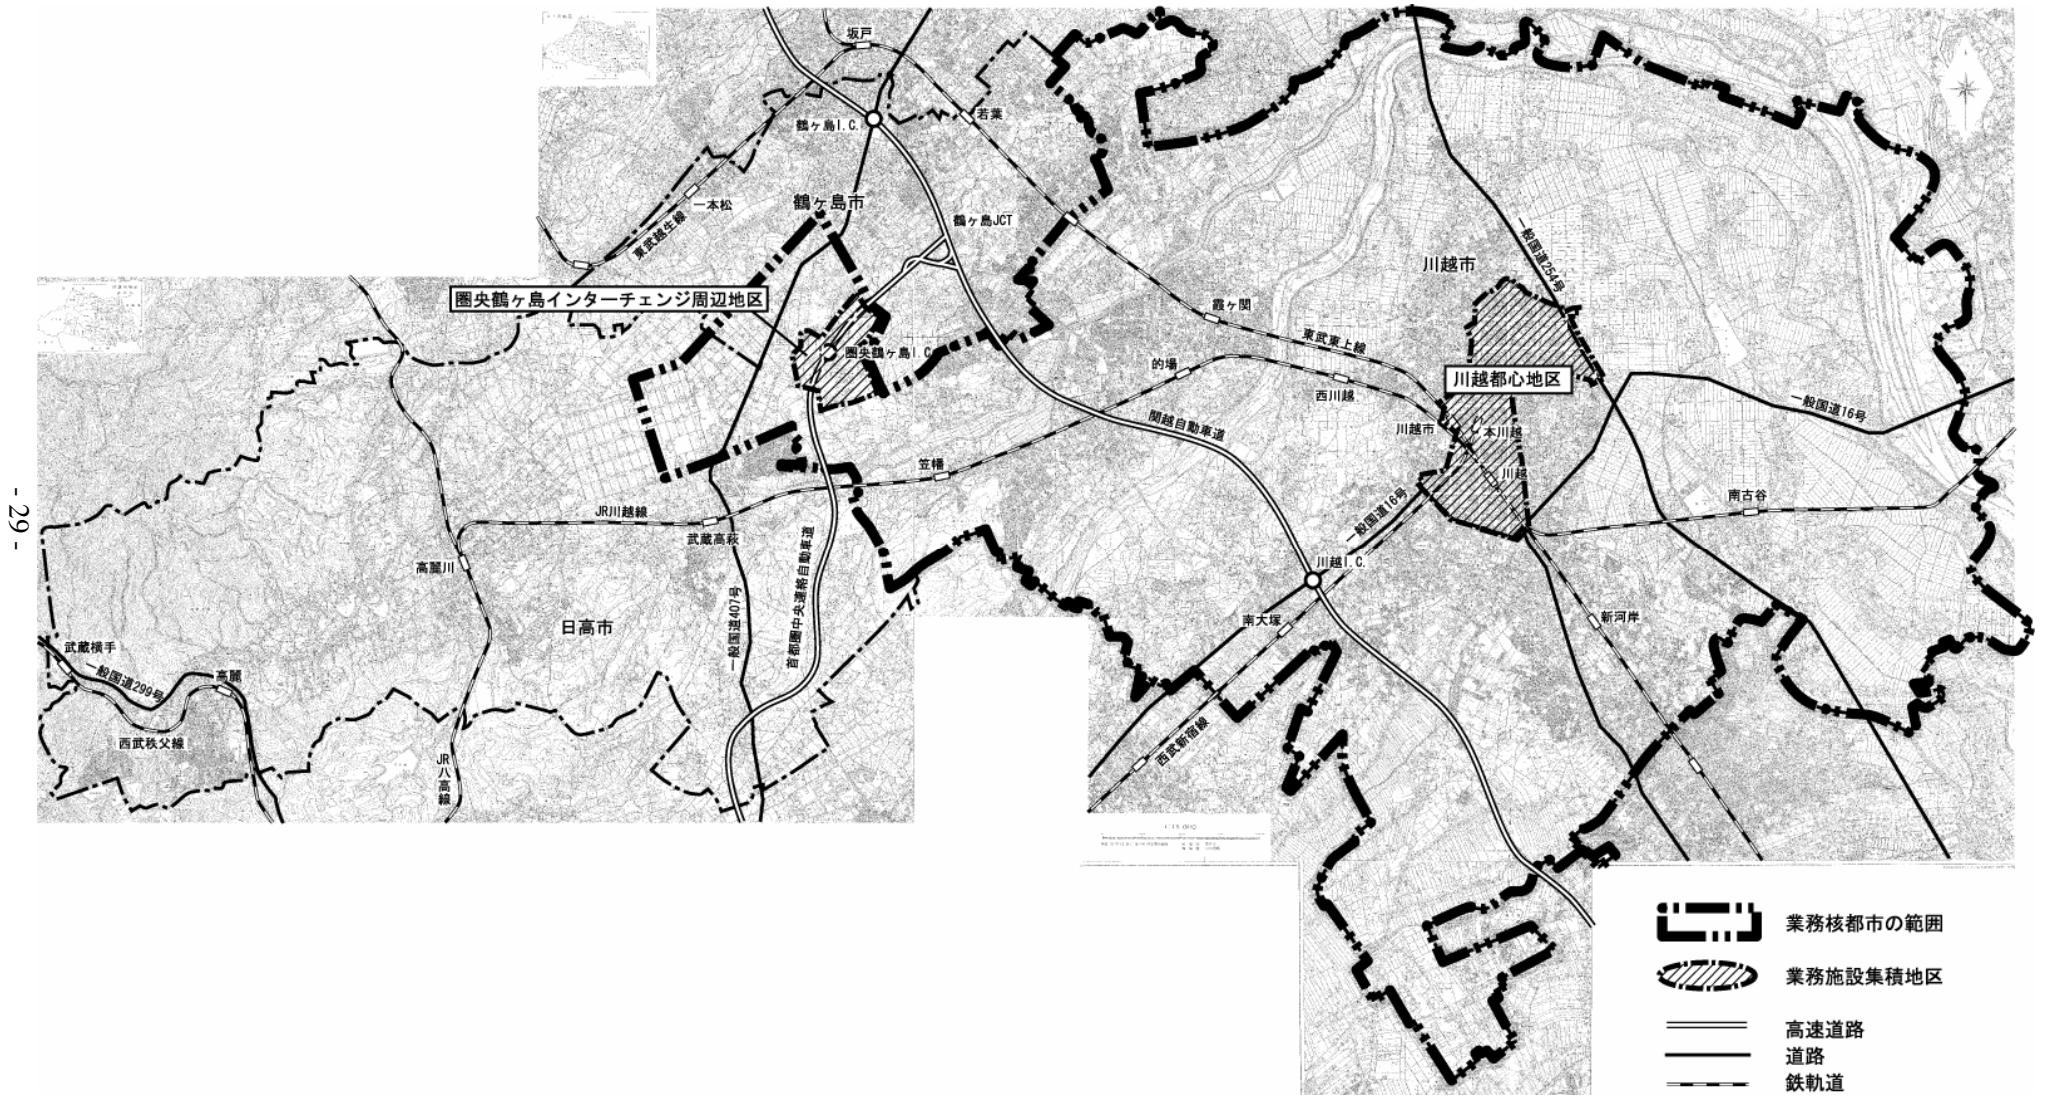 坂戸
若葉
鶴ヶ島I.C.
一本松
鶴ヶ島市
鶴ヶ島JCT
東武越生線
一般国道254号
川越市
圏央鶴ヶ島インターチェンジ周辺地区
霞ヶ関
東武東上線
圏央鶴ヶ島I.C.
的場
川越都心地区
西川越
一般国道16号
関越自動車道
川越市
本川越
笠幡
川越
南古谷
一般国道16号
JR川越線
武蔵高萩
- 29 -
高麗川
首都圏中央連絡自動車道
一般国道407号
川越I.C.
日高市
南大塚
新河岸
武蔵横手
一般国道299号
高麗
西武秩父線
西武新宿線
JR八高線
業務核都市の範囲
業務施設集積地区
高速道路
道路
鉄軌道